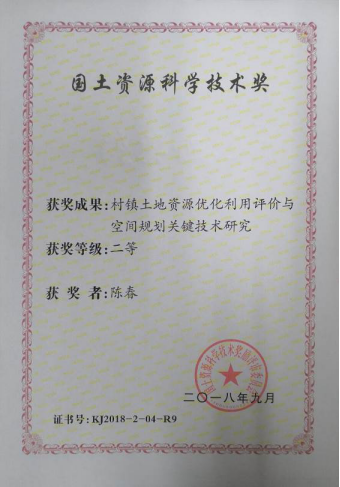 国土资源科学技术奖
获奖成果:村镇土地资源优化利用评价与
空间规划关键技术研究
获奖等级:二等
获奖者:陈春
二〇一八年九月
证书号:KJ2018-2-04-R9